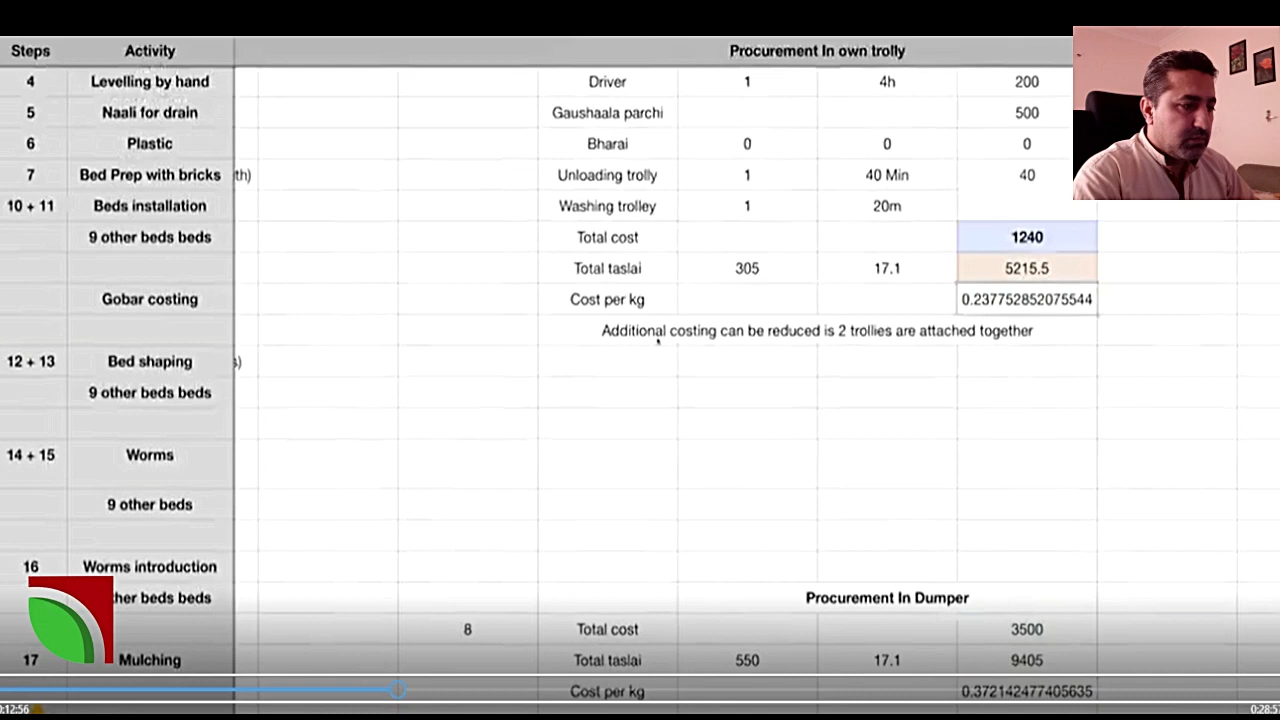 Steps Activity Procurement In own trolly
4 Levelling by hand Driver 1 4h 200
5 Naali for drain Gaushaala parchi 500
6 Plastic Bharai 0 0 0
7 Bed Prep with bricks th) Unloading trolly 1 40 Min 40
10 + 11 Beds installation Washing trolley 1 20m
9 other beds beds Total cost 1240
Total taslai 305 17.1 5215.5
Gobar costing Cost per kg 0.237752852075544
Additional costing can be reduced is 2 trollies are attached together
12 + 13 Bed shaping s)
9 other beds beds
14 + 15 Worms
9 other beds
16 Worms introduction
her beds beds Procurement In Dumper
8 Total cost 3500
17 Mulching Total taslai 550 17.1 9405
Cost per kg 0.372142477405635
0:12:56 0:28:5